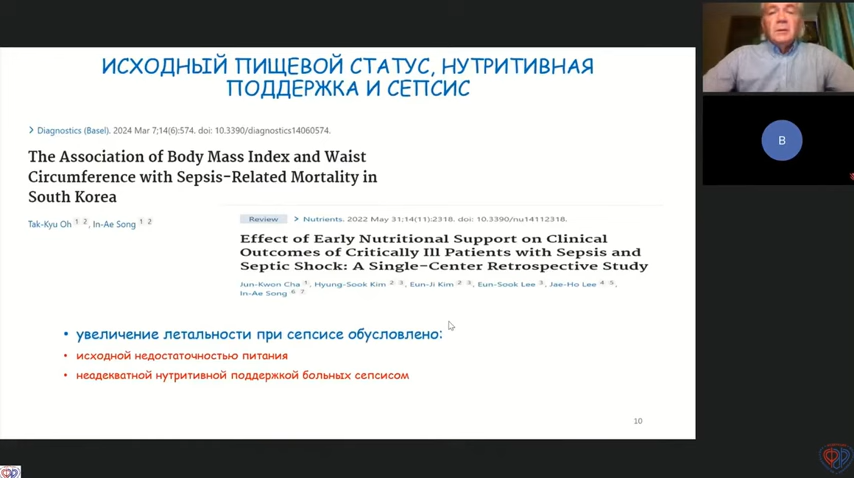 ИСХОДНЫЙ ПИЩЕВОЙ СТАТУС, НУТРИТИВНАЯ
ПОДДЕРЖКА И СЕПСИС
Diagnostics (Basel). 2024 Mar 7;14(6):574. doi: 10.3390/diagnostics14060574.
The Association of Body Mass Index and Waist
Circumference with Sepsis-Related Mortality in
South Korea
Tak-Kyu Oh 1 2, In-Ae Song 1 2
Review > Nutrients. 2022 May 31;14(11):2318. doi: 10.3390/nu14112318.
Effect of Early Nutritional Support on Clinical
Outcomes of Critically Ill Patients with Sepsis and
Septic Shock: A Single-Center Retrospective Study
Jun-Kwon Cha 1, Hyung-Sook Kim 2 3, Eun-Ji Kim 2 3, Eun-Sook Lee 3, Jae-Ho Lee 4 5,
In-Ae Song 6 7
• увеличение летальности при сепсисе обусловлено:
• исходной недостаточностью питания
• неадекватной нутритивной поддержкой больных сепсисом
10
В